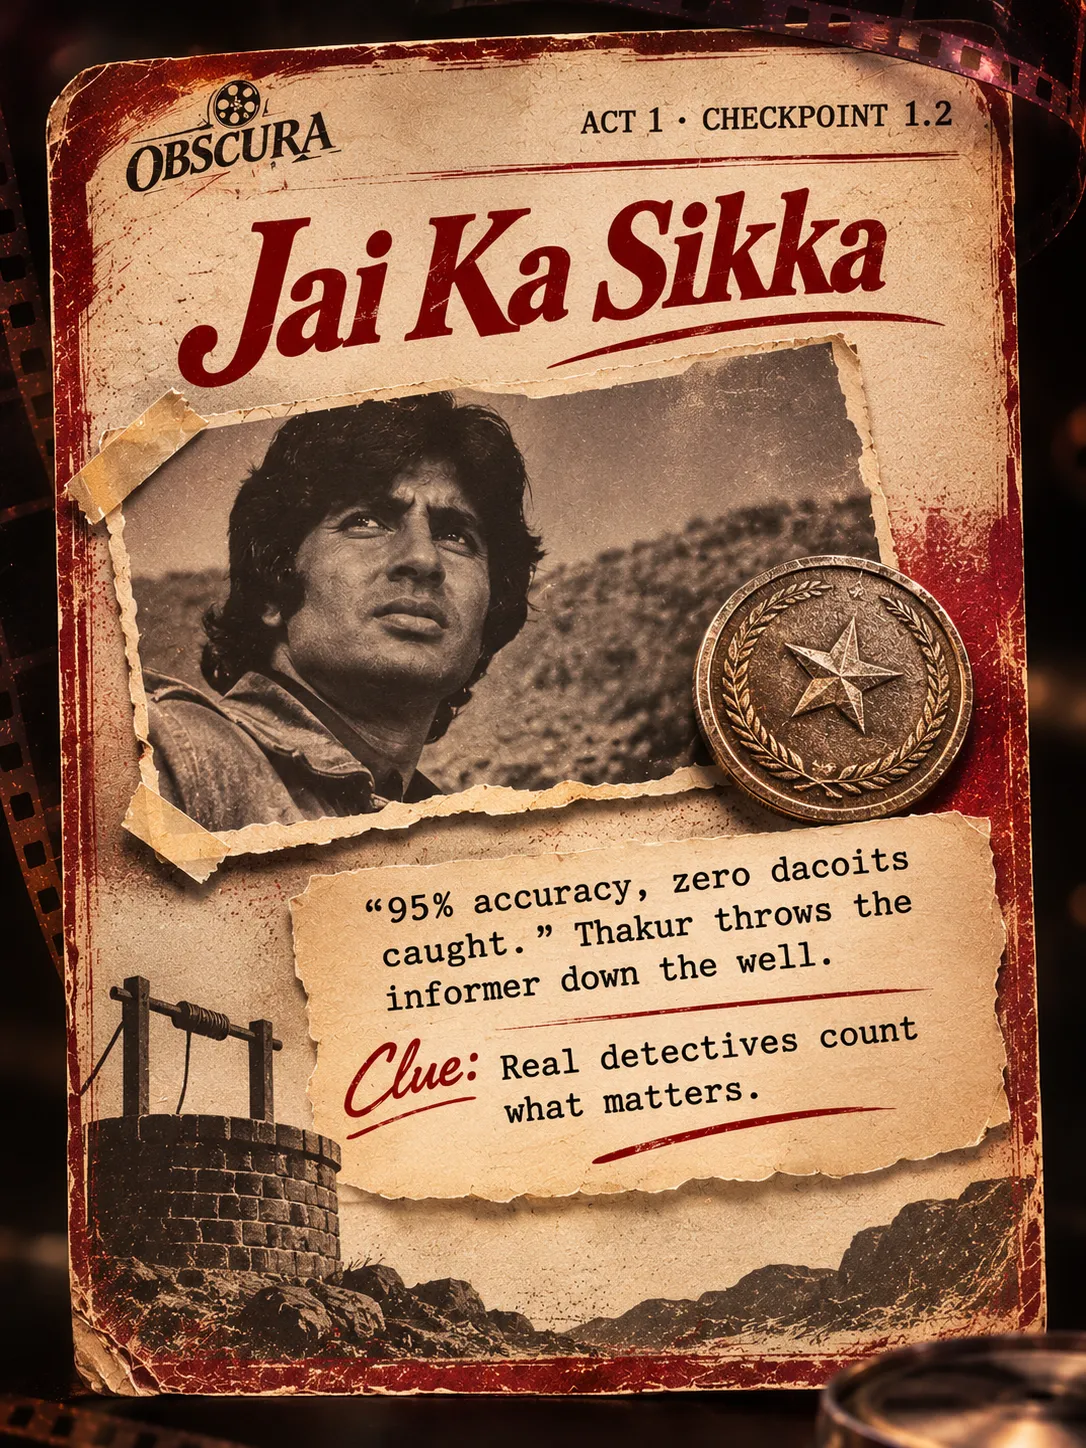 OBSCURA
ACT 1 · CHECKPOINT 1.2
Jai Ka Sikka
“95% accuracy, zero dacoits
caught.” Thakur throws the
informer down the well.
Clue: Real detectives count
what matters.